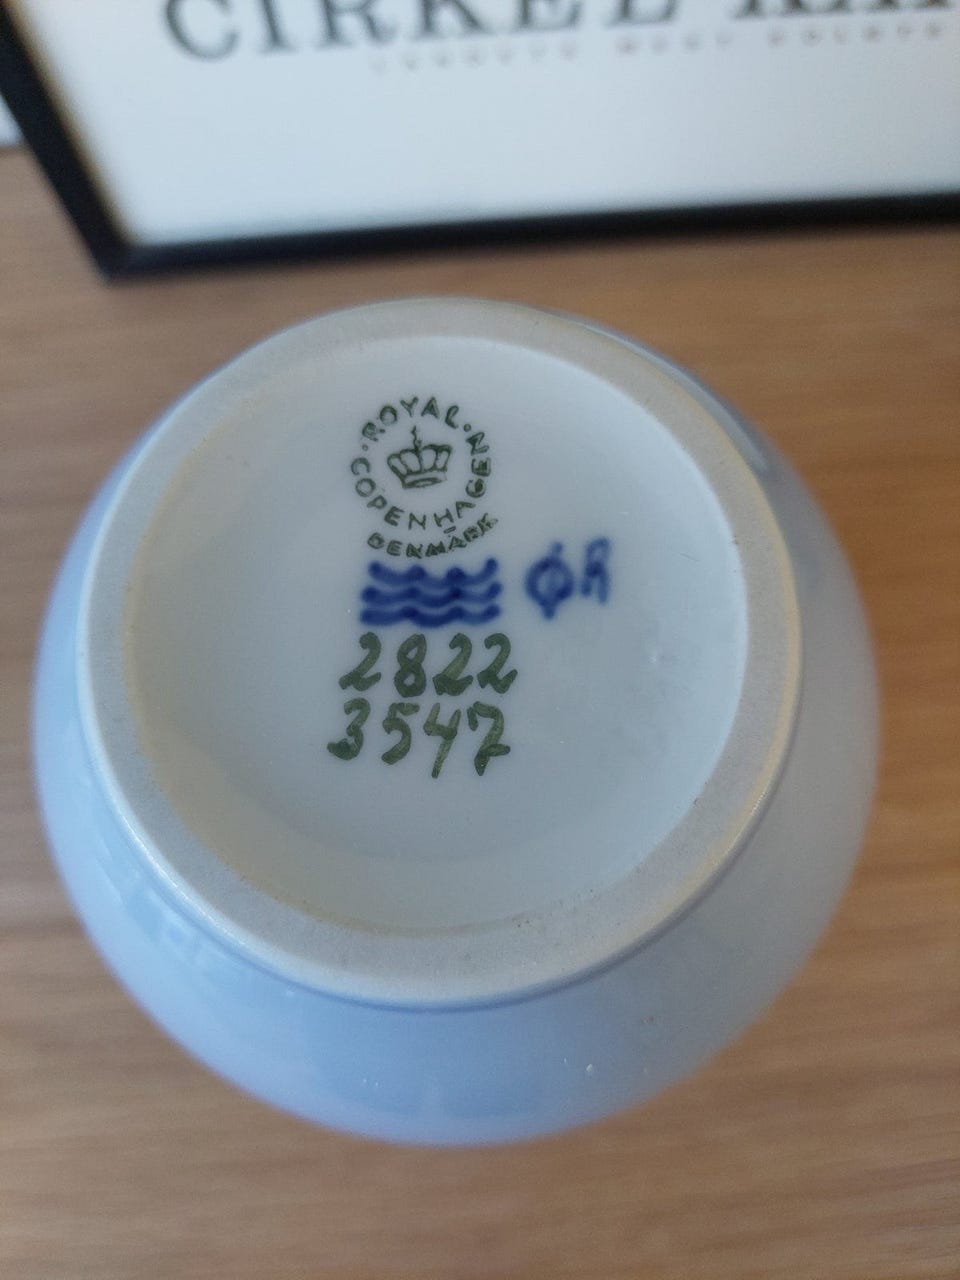 CIRKEL
·ROYAL·
COPENHAGEN
DENMARK
ØR
2822
3547